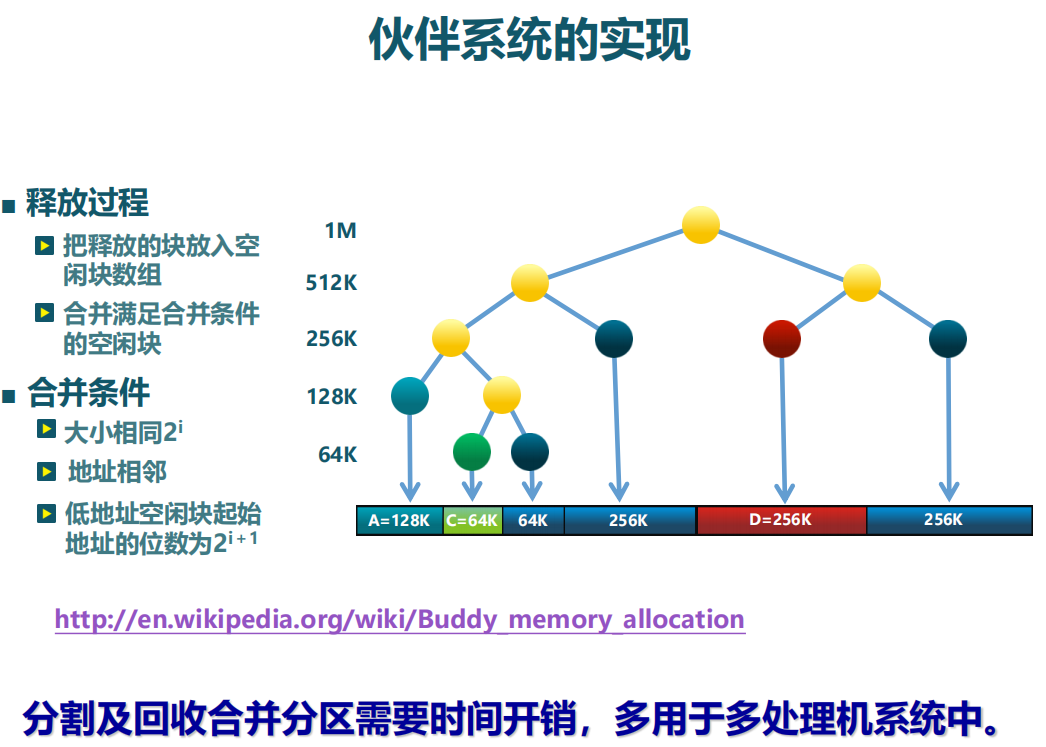 伙伴系统的实现
释放过程
把释放的块放入空
闲块数组
合并满足合并条件
的空闲块
合并条件
大小相同2ⁱ
地址相邻
低地址空闲块起始
地址的位数为2ⁱ⁺¹
1M
512K
256K
128K
64K
A=128K C=64K 64K 256K D=256K 256K
http://en.wikipedia.org/wiki/Buddy_memory_allocation
分割及回收合并分区需要时间开销，多用于多处理机系统中。